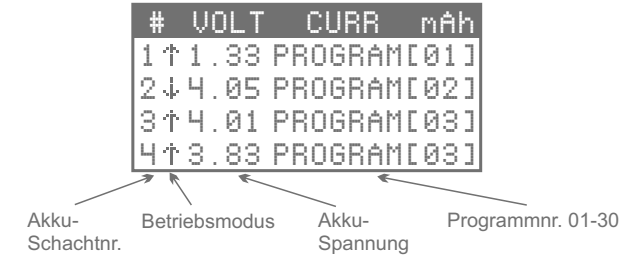 # VOLT CURR mAh
1↑1.33 PROGRAM[01]
2↓4.05 PROGRAM[02]
3↑4.01 PROGRAM[03]
4↑3.83 PROGRAM[03]
Akku-
Schachtnr.
Betriebsmodus
Akku-
Spannung
Programmnr. 01-30